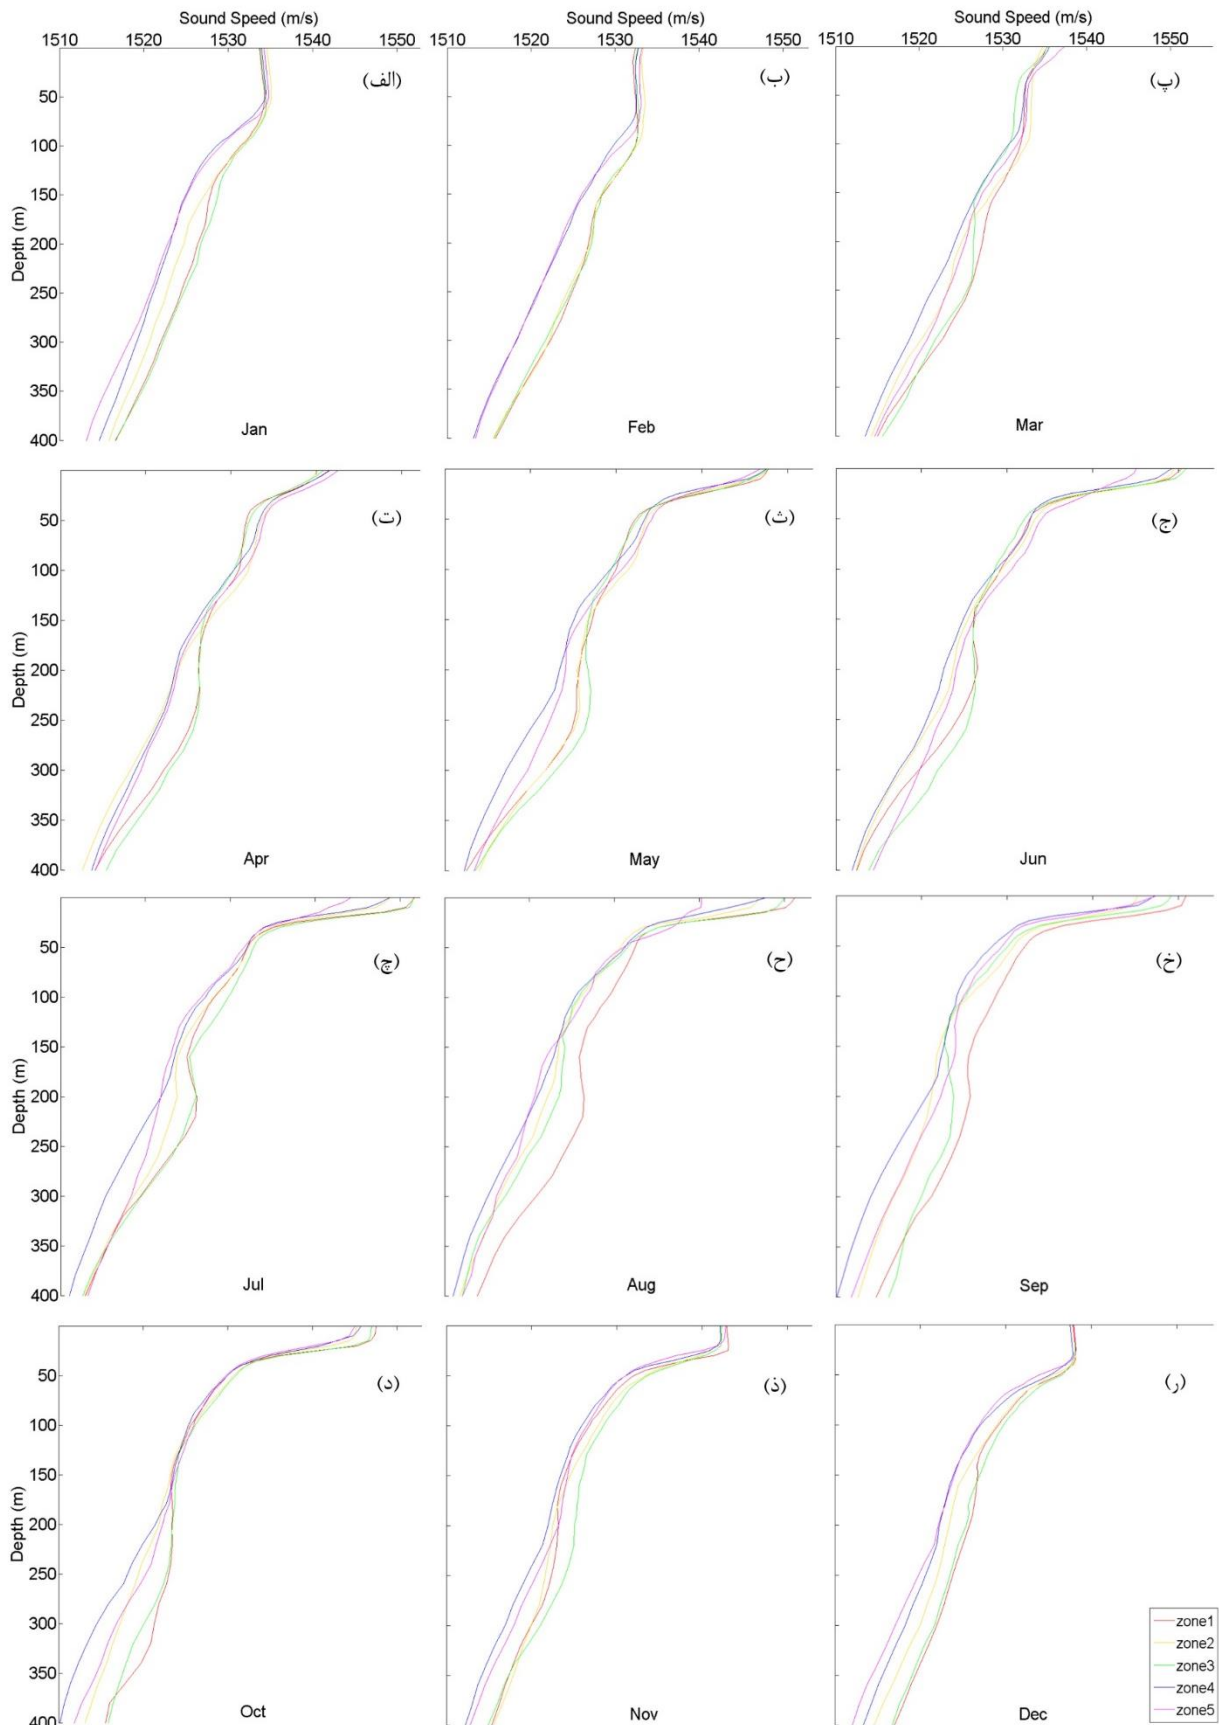 Sound Speed (m/s)
1510 1520 1530 1540 1550
Sound Speed (m/s)
1510 1520 1530 1540 1550
Sound Speed (m/s)
1510 1520 1530 1540 1550
(الف)
(ب)
(پ)
50
100
150
200
250
300
350
400
Depth (m)
Jan
Feb
Mar
(ت)
(ث)
(ج)
50
100
150
200
250
300
350
400
Depth (m)
Apr
May
Jun
(چ)
(ح)
(خ)
50
100
150
200
250
300
350
400
Depth (m)
Jul
Aug
Sep
(د)
(ذ)
(ر)
50
100
150
200
250
300
350
400
Depth (m)
Oct
Nov
Dec
zone1
zone2
zone3
zone4
zone5